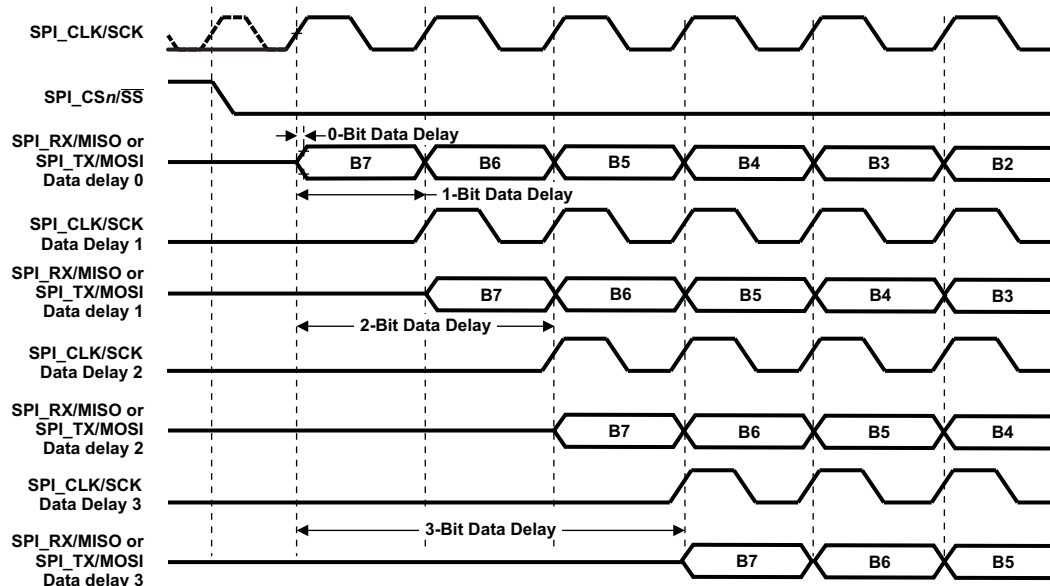 SPI_CLK/SCK
SPI_CSn/SS
SPI_RX/MISO or
SPI_TX/MOSI
Data delay 0
0-Bit Data Delay
B7 B6 B5 B4 B3 B2
1-Bit Data Delay
SPI_CLK/SCK
Data Delay 1
SPI_RX/MISO or
SPI_TX/MOSI
Data delay 1
B7 B6 B5 B4 B3
2-Bit Data Delay
SPI_CLK/SCK
Data Delay 2
SPI_RX/MISO or
SPI_TX/MOSI
Data delay 2
B7 B6 B5 B4
SPI_CLK/SCK
Data Delay 3
3-Bit Data Delay
SPI_RX/MISO or
SPI_TX/MOSI
Data delay 3
B7 B6 B5